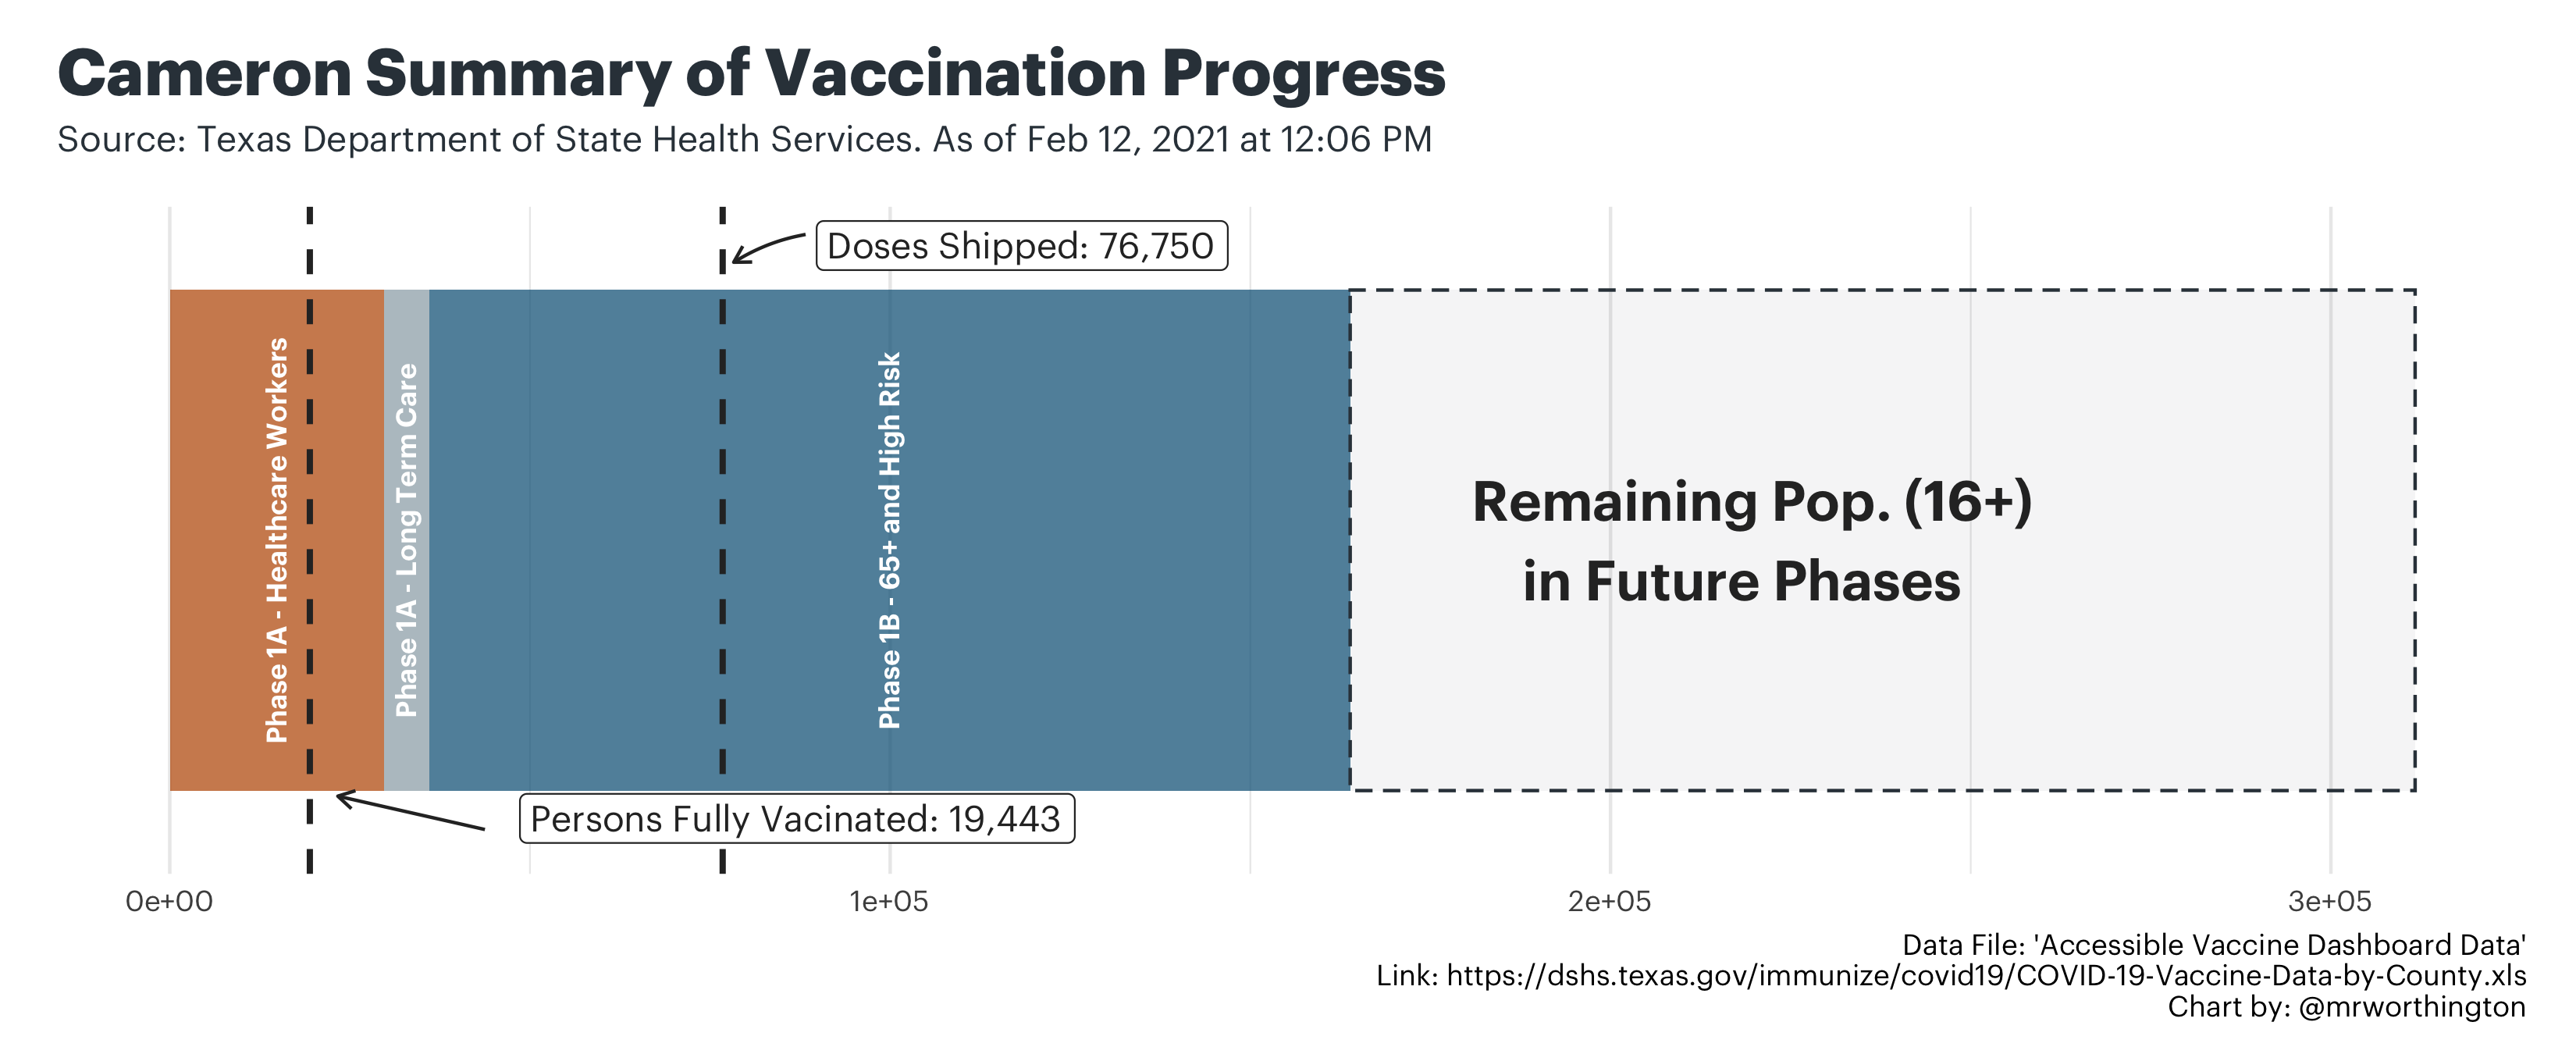 Cameron Summary of Vaccination Progress
Source: Texas Department of State Health Services. As of Feb 12, 2021 at 12:06 PM
Doses Shipped: 76,750
Phase 1A - Healthcare Workers
Phase 1A - Long Term Care
Phase 1B - 65+ and High Risk
Remaining Pop. (16+)
in Future Phases
Persons Fully Vacinated: 19,443
0e+00
1e+05
2e+05
3e+05
Data File: 'Accessible Vaccine Dashboard Data'
Link: https://dshs.texas.gov/immunize/covid19/COVID-19-Vaccine-Data-by-County.xls
Chart by: @mrworthington